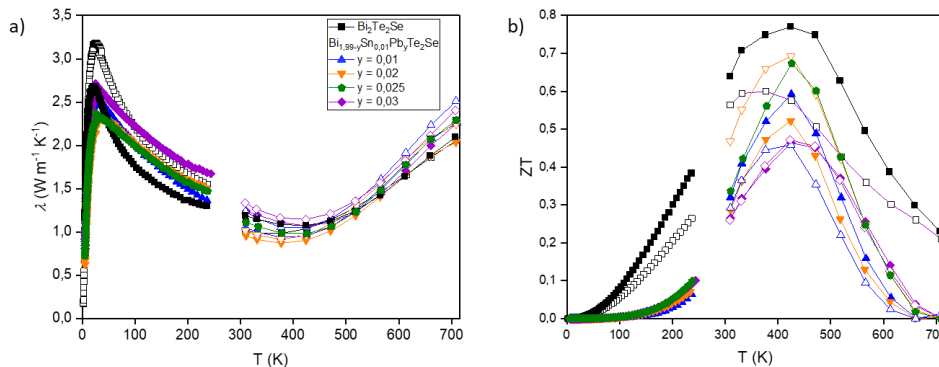 a)
λ (W m⁻¹ K⁻¹)
3,5
3,0
2,5
2,0
1,5
1,0
0,5
0,0
0 100 200 300 400 500 600 700
T (K)
Bi₂Te₂Se
Bi₁,₉₉₋ySn₀,₀₁PbyTe₂Se
y = 0,01
y = 0,02
y = 0,025
y = 0,03
b)
ZT
0,8
0,7
0,6
0,5
0,4
0,3
0,2
0,1
0,0
0 100 200 300 400 500 600 700
T (K)